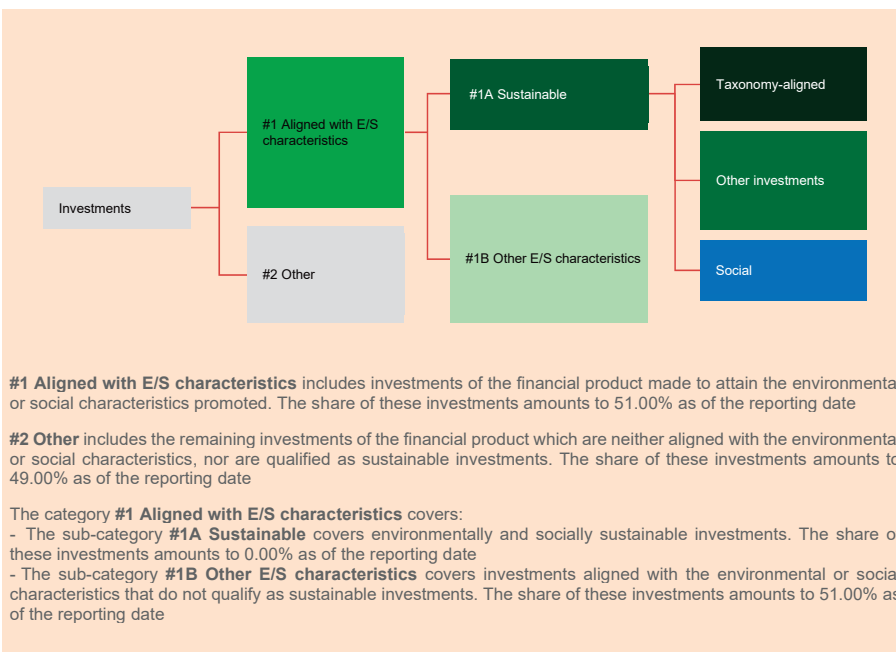 Investments
#1 Aligned with E/S
characteristics
#2 Other
#1A Sustainable
#1B Other E/S characteristics
Taxonomy-aligned
Other investments
Social
#1 Aligned with E/S characteristics includes investments of the financial product made to attain the environmenta
or social characteristics promoted. The share of these investments amounts to 51.00% as of the reporting date
#2 Other includes the remaining investments of the financial product which are neither aligned with the environmenta
or social characteristics, nor are qualified as sustainable investments. The share of these investments amounts to
49.00% as of the reporting date
The category #1 Aligned with E/S characteristics covers:
- The sub-category #1A Sustainable covers environmentally and socially sustainable investments. The share o
these investments amounts to 0.00% as of the reporting date
- The sub-category #1B Other E/S characteristics covers investments aligned with the environmental or socia
characteristics that do not qualify as sustainable investments. The share of these investments amounts to 51.00% as
of the reporting date